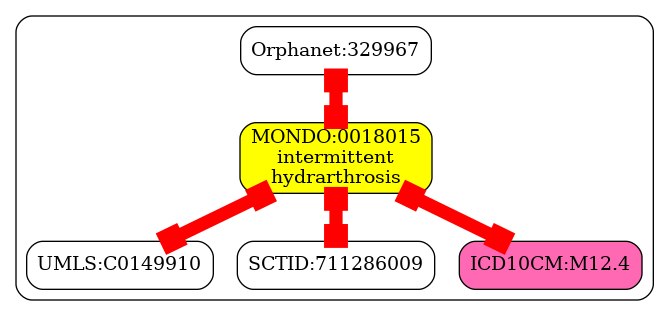 Orphanet:329967
MONDO:0018015
intermittent
hydrarthrosis
UMLS:C0149910
SCTID:711286009
ICD10CM:M12.4